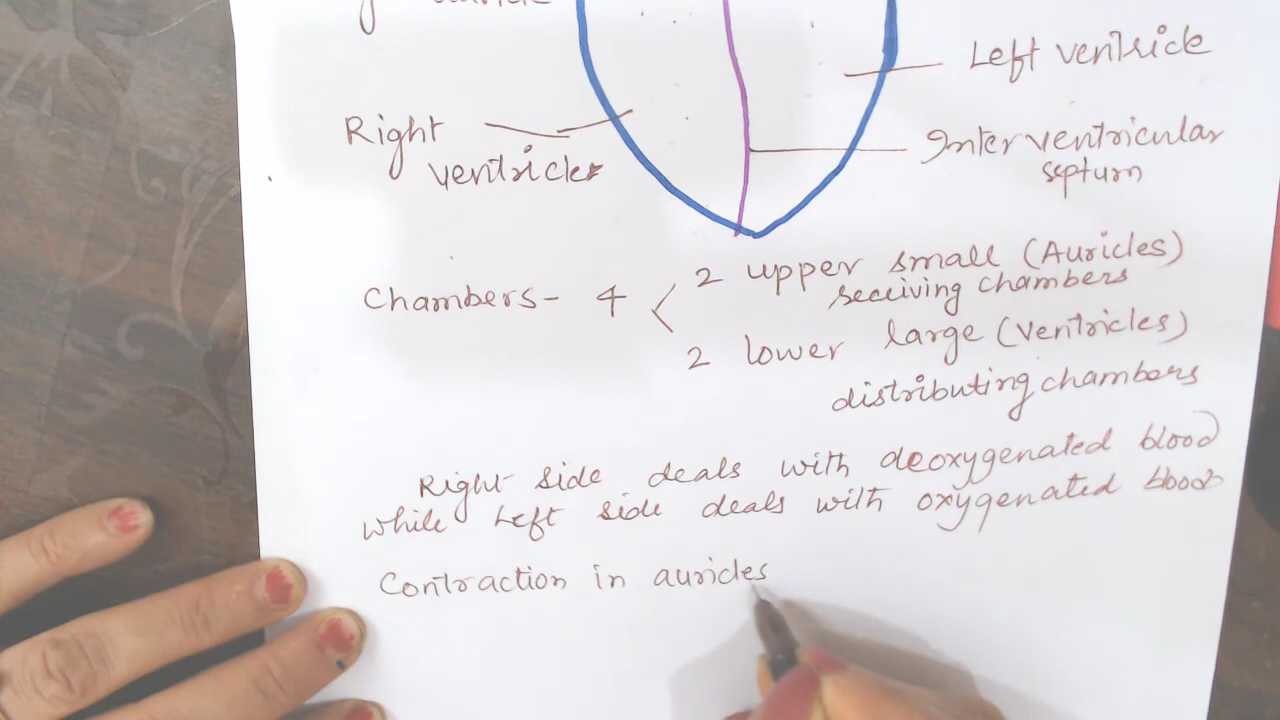 Left ventricle
Right
ventricles
Interventricular
septum
Chambers- 4
2 upper small (Auricles)
receiving chambers
2 lower large (Ventricles)
distributing chambers
Right side deals with deoxygenated blood
while Left side deals with oxygenated blood
Contraction in auricles